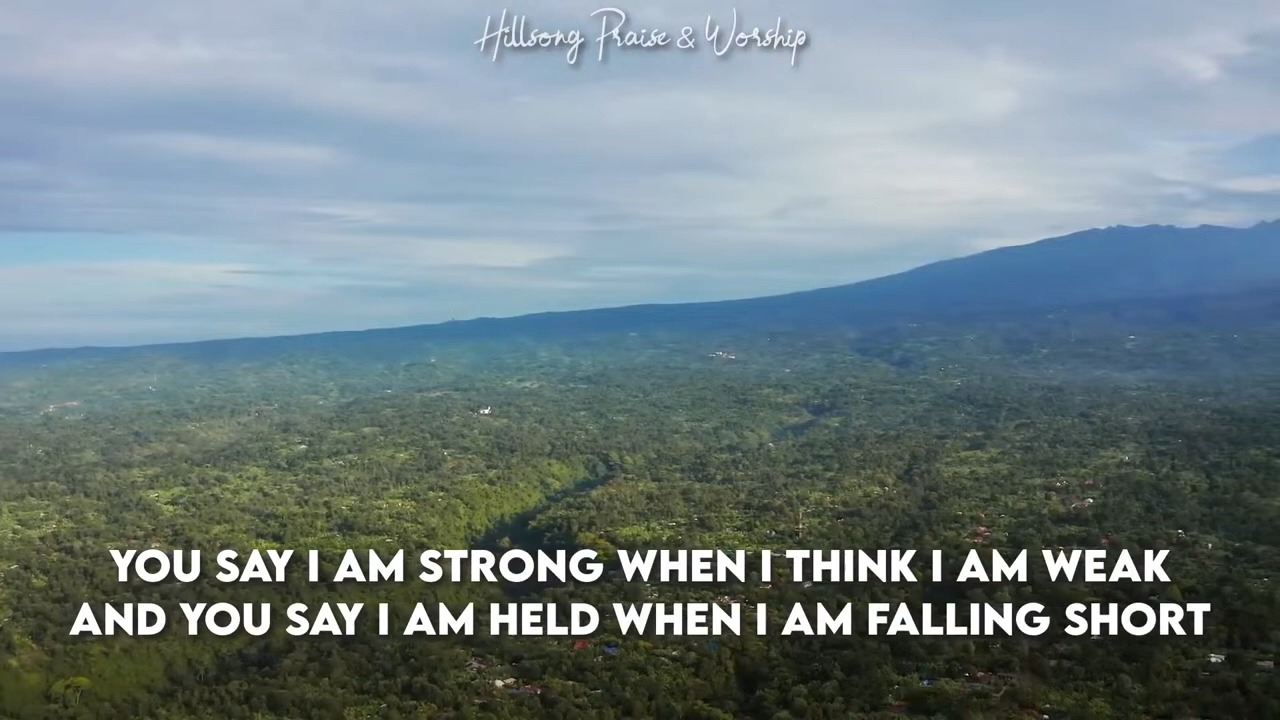 Hillsong Praise & Worship
YOU SAY I AM STRONG WHEN I THINK I AM WEAK
AND YOU SAY I AM HELD WHEN I AM FALLING SHORT